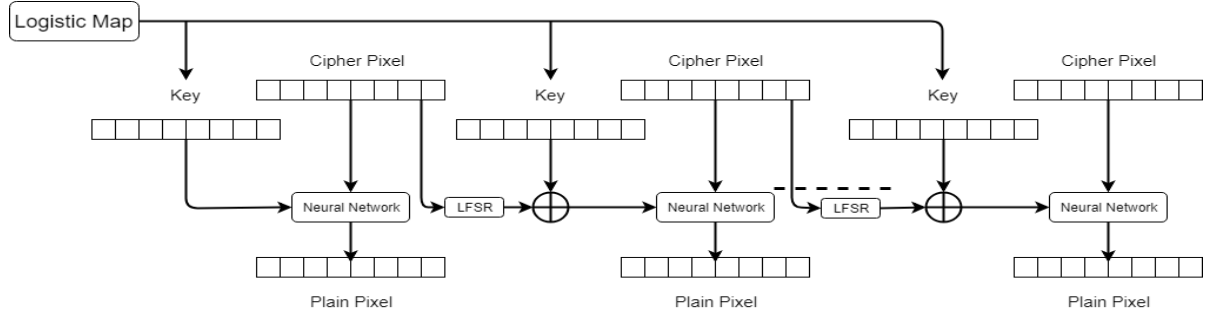 Logistic Map
Cipher Pixel
Cipher Pixel
Cipher Pixel
Key
Key
Key
Neural Network
LFSR
Neural Network
LFSR
Neural Network
Plain Pixel
Plain Pixel
Plain Pixel